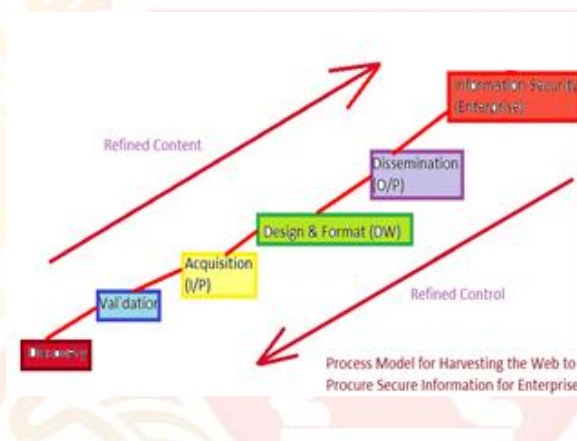 Information Security
(Enterprise)
Refined Content
Dissemination
(O/P)
Design & Format (OW)
Acquisition
(I/P)
Validation
Refined Control
Process Model for Harvesting the Web to
Procure Secure Information for Enterprise